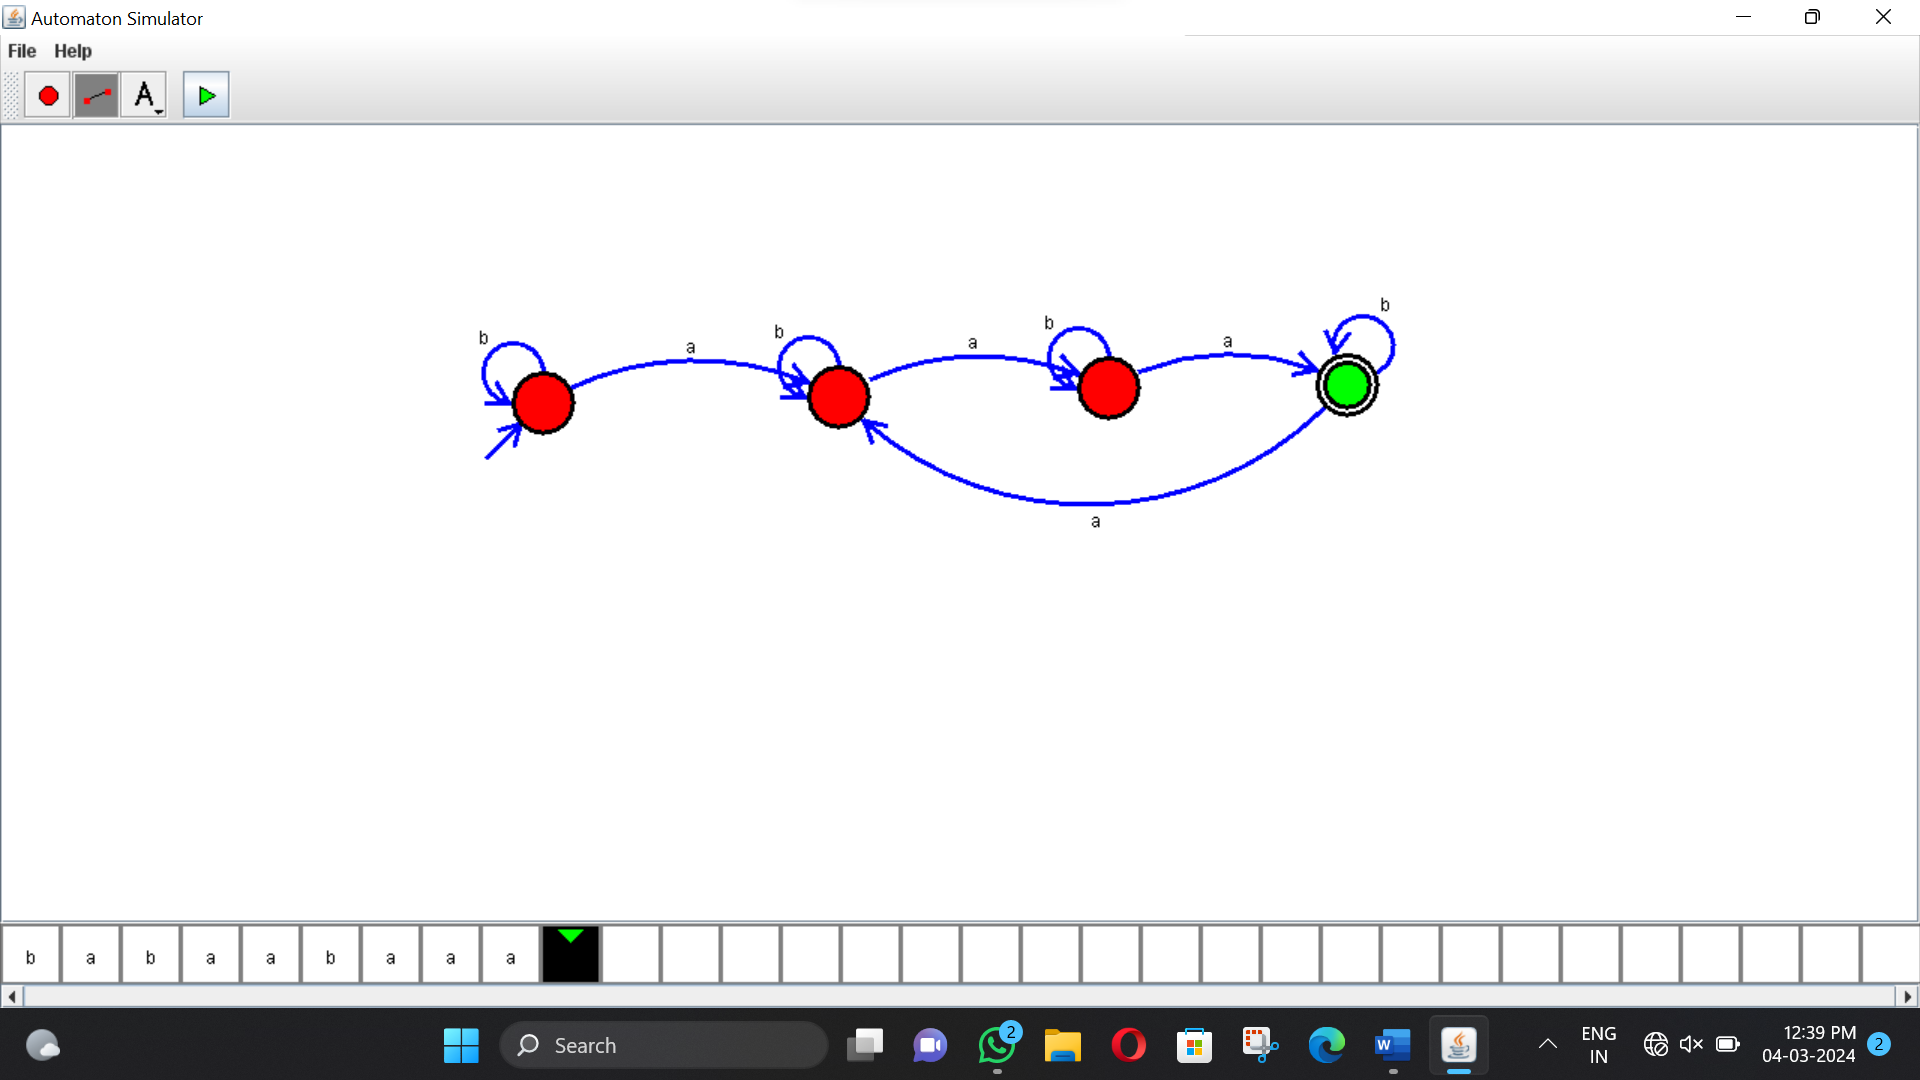 Automaton Simulator
File Help
A
b
b
b
b
a
a
a
a
b a b a a b a a a
Search
2
W
ENG
IN
12:39 PM
04-03-2024
2